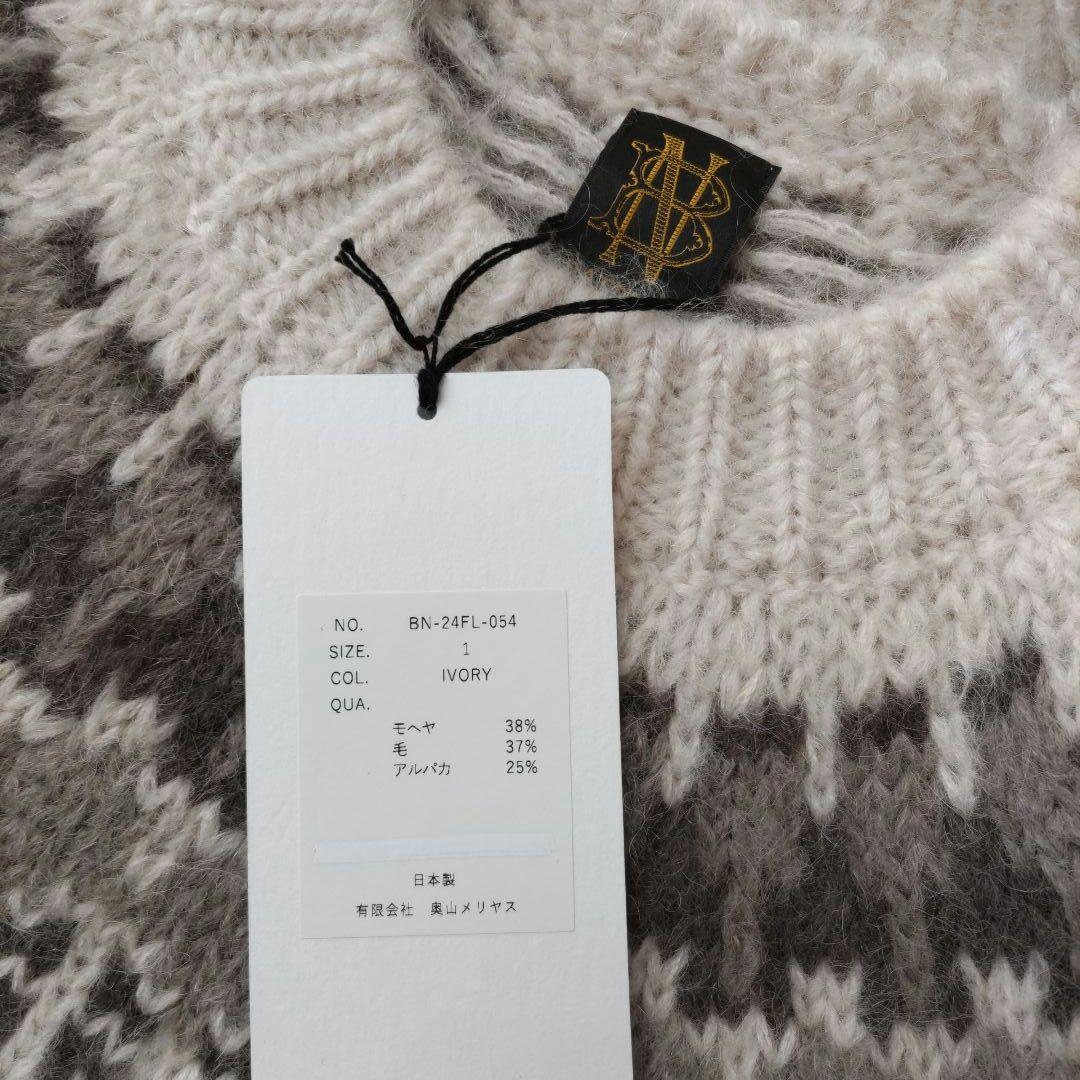 BN
NO. BN-24FL-054
SIZE. 1
COL. IVORY
QUA.
モヘヤ 38%
毛 37%
アルパカ 25%
日本製
有限会社 奥山メリヤス